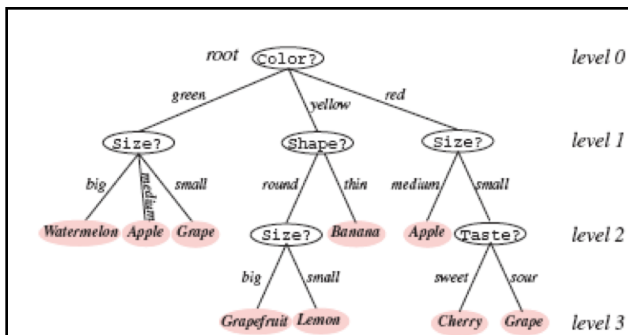 root Color? level 0
green yellow red
Size? Shape? Size? level 1
big medium small round thin medium small
Watermelon Apple Grape Size? Banana Apple Taste? level 2
big small sweet sour
Grapefruit Lemon Cherry Grape level 3